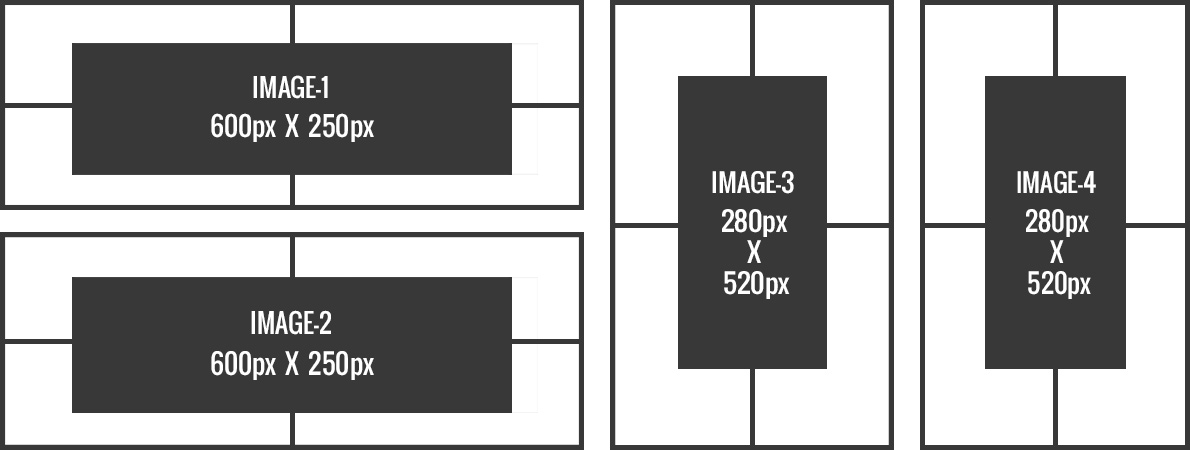 IMAGE-1
600px X 250px
IMAGE-2
600px X 250px
IMAGE-3
280px
X
520px
IMAGE-4
280px
X
520px